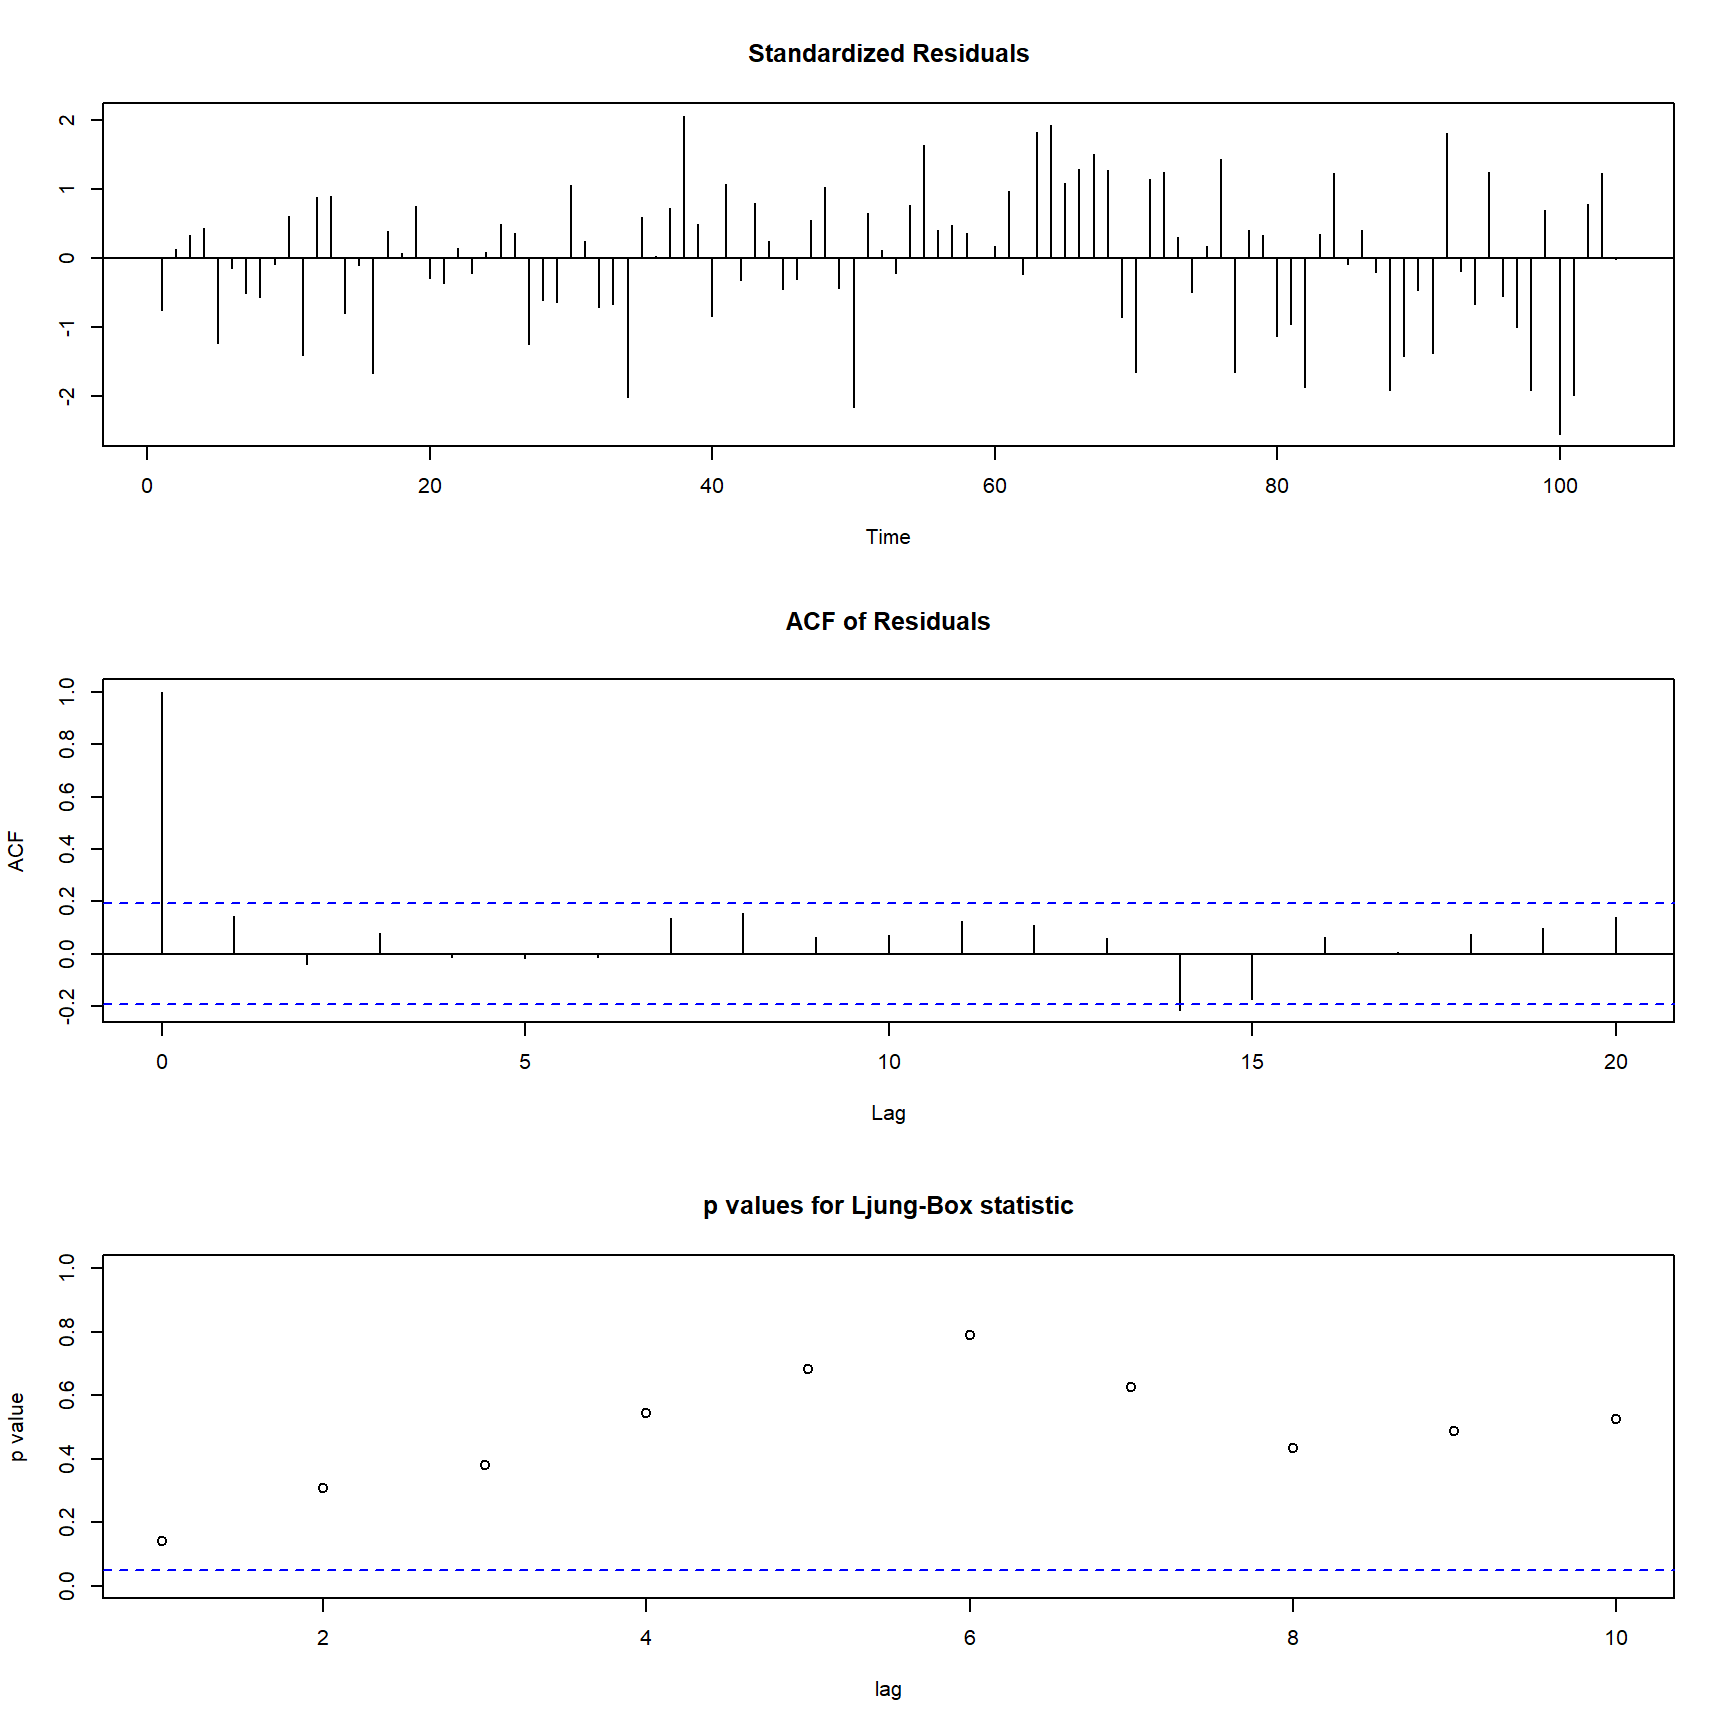 Standardized Residuals
2
1
0
-1
-2
0 20 40 60 80 100
Time
ACF of Residuals
ACF
1.0
0.8
0.6
0.4
0.2
0.0
-0.2
0 5 10 15 20
Lag
p values for Ljung-Box statistic
p value
1.0
0.8
0.6
0.4
0.2
0.0
2 4 6 8 10
lag